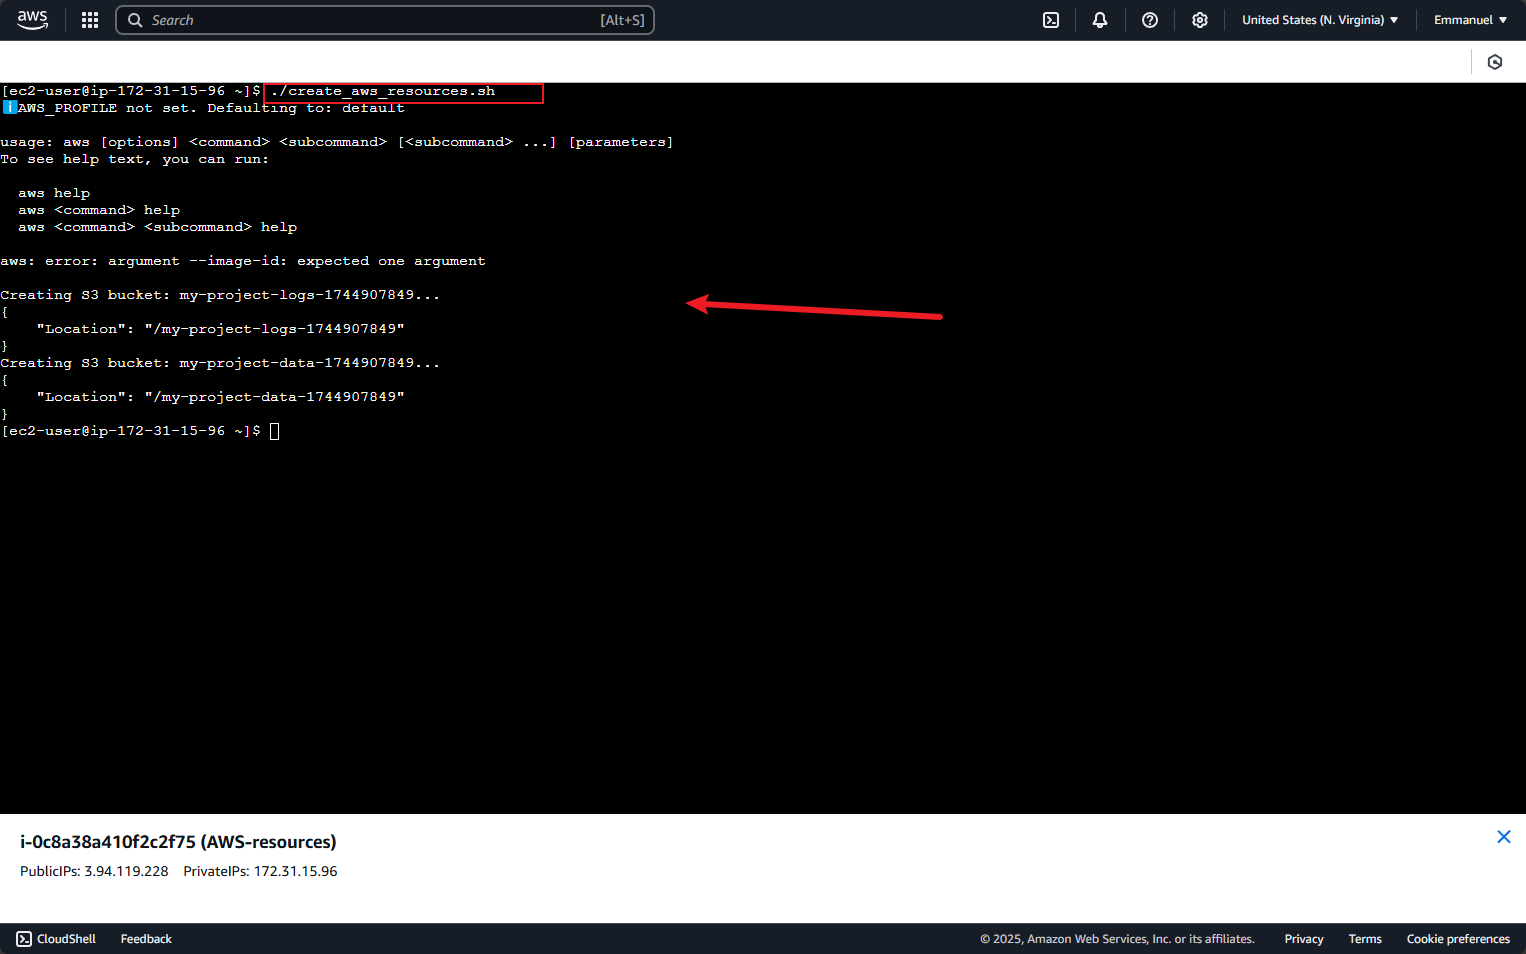 aws
Search [Alt+S]
United States (N. Virginia)
Emmanuel
[ec2-user@ip-172-31-15-96 ~]$ ./create_aws_resources.sh
ℹ️AWS_PROFILE not set. Defaulting to: default
usage: aws [options] <command> <subcommand> [<subcommand> ...] [parameters]
To see help text, you can run:
aws help
aws <command> help
aws <command> <subcommand> help
aws: error: argument --image-id: expected one argument
Creating S3 bucket: my-project-logs-1744907849...
{
"Location": "/my-project-logs-1744907849"
}
Creating S3 bucket: my-project-data-1744907849...
{
"Location": "/my-project-data-1744907849"
}
[ec2-user@ip-172-31-15-96 ~]$
i-0c8a38a410f2c2f75 (AWS-resources)
PublicIPs: 3.94.119.228 PrivateIPs: 172.31.15.96
CloudShell Feedback © 2025, Amazon Web Services, Inc. or its affiliates. Privacy Terms Cookie preferences